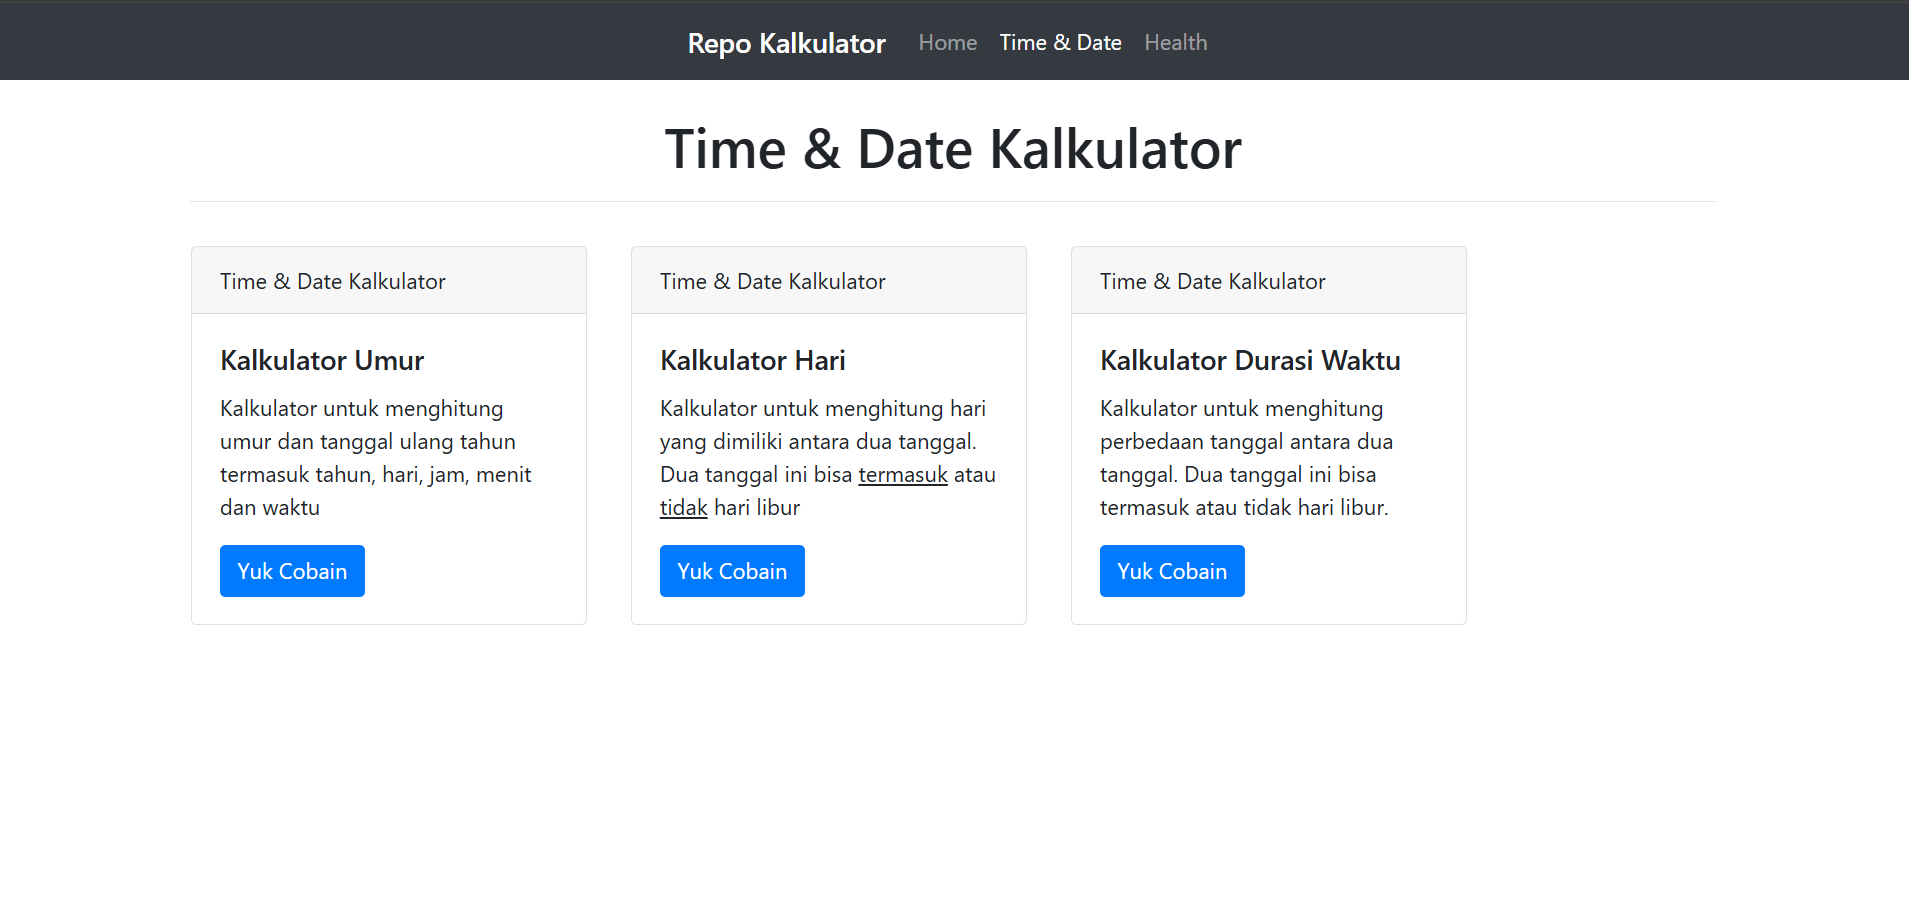 Repo Kalkulator Home Time & Date Health
Time & Date Kalkulator
Time & Date Kalkulator
Kalkulator Umur
Kalkulator untuk menghitung
umur dan tanggal ulang tahun
termasuk tahun, hari, jam, menit
dan waktu
Yuk Cobain
Time & Date Kalkulator
Kalkulator Hari
Kalkulator untuk menghitung hari
yang dimiliki antara dua tanggal.
Dua tanggal ini bisa termasuk atau
tidak hari libur
Yuk Cobain
Time & Date Kalkulator
Kalkulator Durasi Waktu
Kalkulator untuk menghitung
perbedaan tanggal antara dua
tanggal. Dua tanggal ini bisa
termasuk atau tidak hari libur.
Yuk Cobain